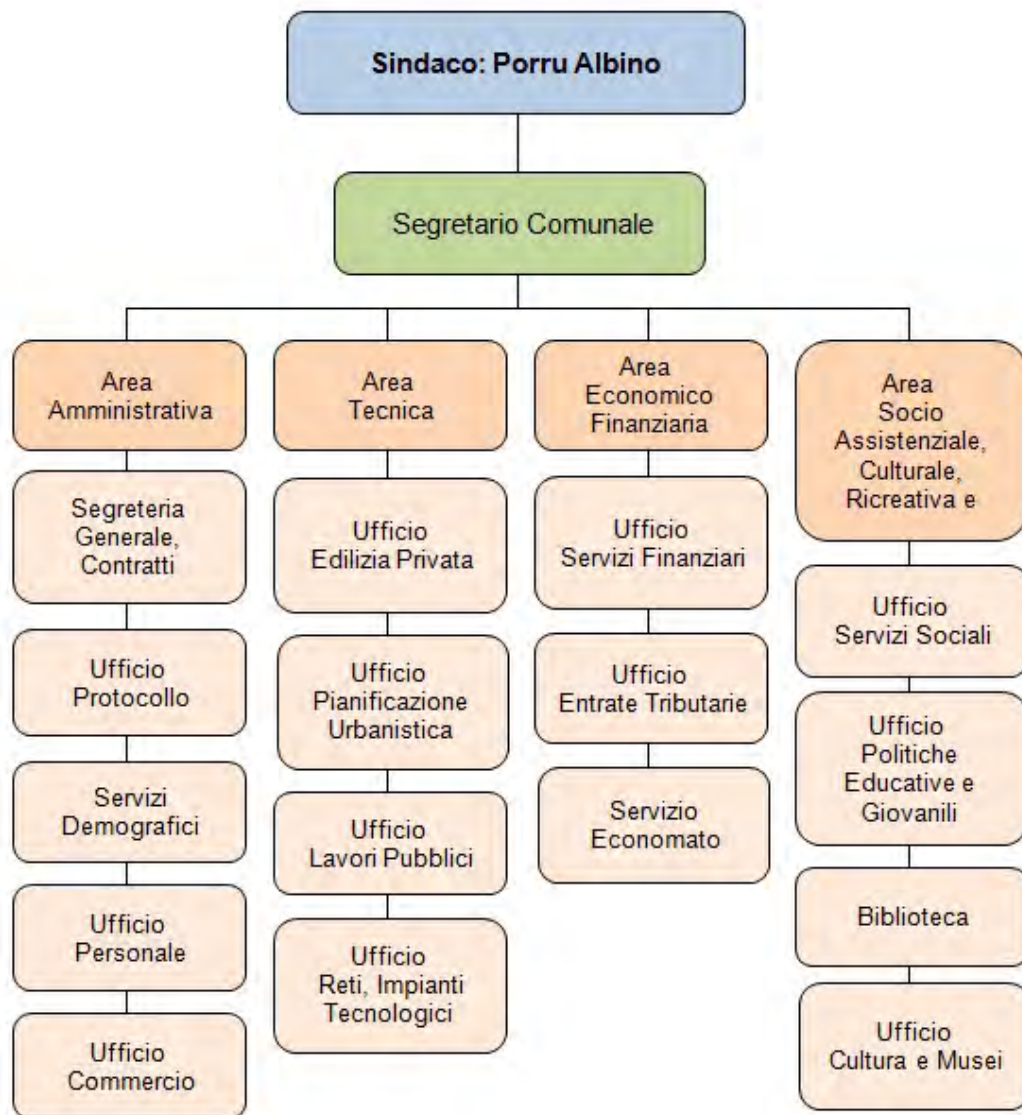 Sindaco: Porru Albino
Segretario Comunale
Area
Amministrativa
Segreteria
Generale,
Contratti
Ufficio
Protocollo
Servizi
Demografici
Ufficio
Personale
Ufficio
Commercio
Area
Tecnica
Ufficio
Edilizia Privata
Ufficio
Pianificazione
Urbanistica
Ufficio
Lavori Pubblici
Ufficio
Reti, Impianti
Tecnologici
Area
Economico
Finanziaria
Ufficio
Servizi Finanziari
Ufficio
Entrate Tributarie
Servizio
Economato
Area
Socio
Assistenziale,
Culturale,
Ricreativa e
Ufficio
Servizi Sociali
Ufficio
Politiche
Educative e
Giovanili
Biblioteca
Ufficio
Cultura e Musei